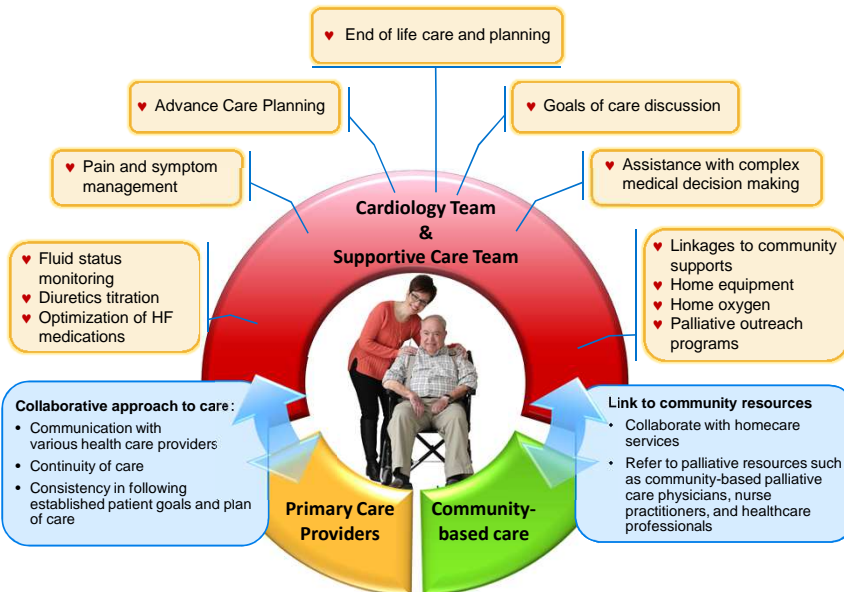 ♥ End of life care and planning
♥ Advance Care Planning
♥ Goals of care discussion
♥ Pain and symptom
management
♥ Assistance with complex
medical decision making
Cardiology Team
&
Supportive Care Team
♥ Fluid status
monitoring
♥ Diuretics titration
♥ Optimization of HF
medications
♥ Linkages to community
supports
♥ Home equipment
♥ Home oxygen
♥ Palliative outreach
programs
Collaborative approach to care:
• Communication with
various health care providers
• Continuity of care
• Consistency in following
established patient goals and plan
of care
Link to community resources
• Collaborate with homecare
services
• Refer to palliative resources such
as community-based palliative
care physicians, nurse
practitioners, and healthcare
professionals
Primary Care
Providers
Community-
based care